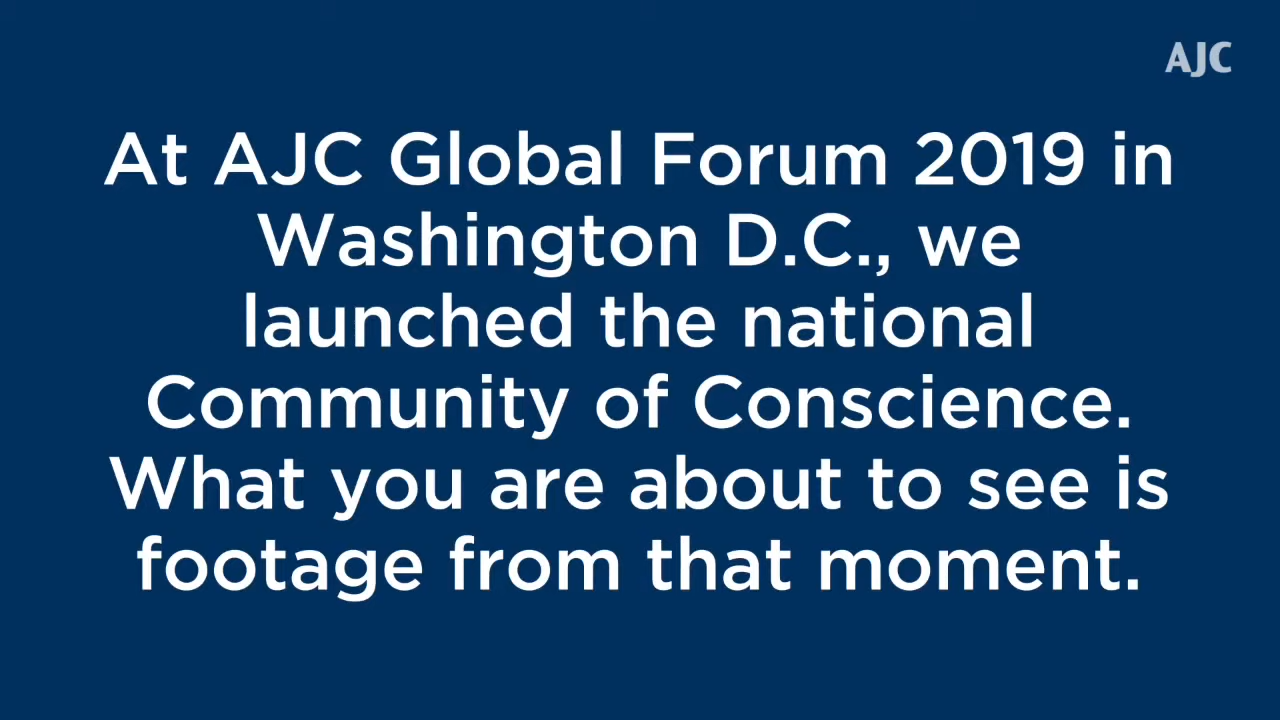 AJC
At AJC Global Forum 2019 in
Washington D.C., we
launched the national
Community of Conscience.
What you are about to see is
footage from that moment.